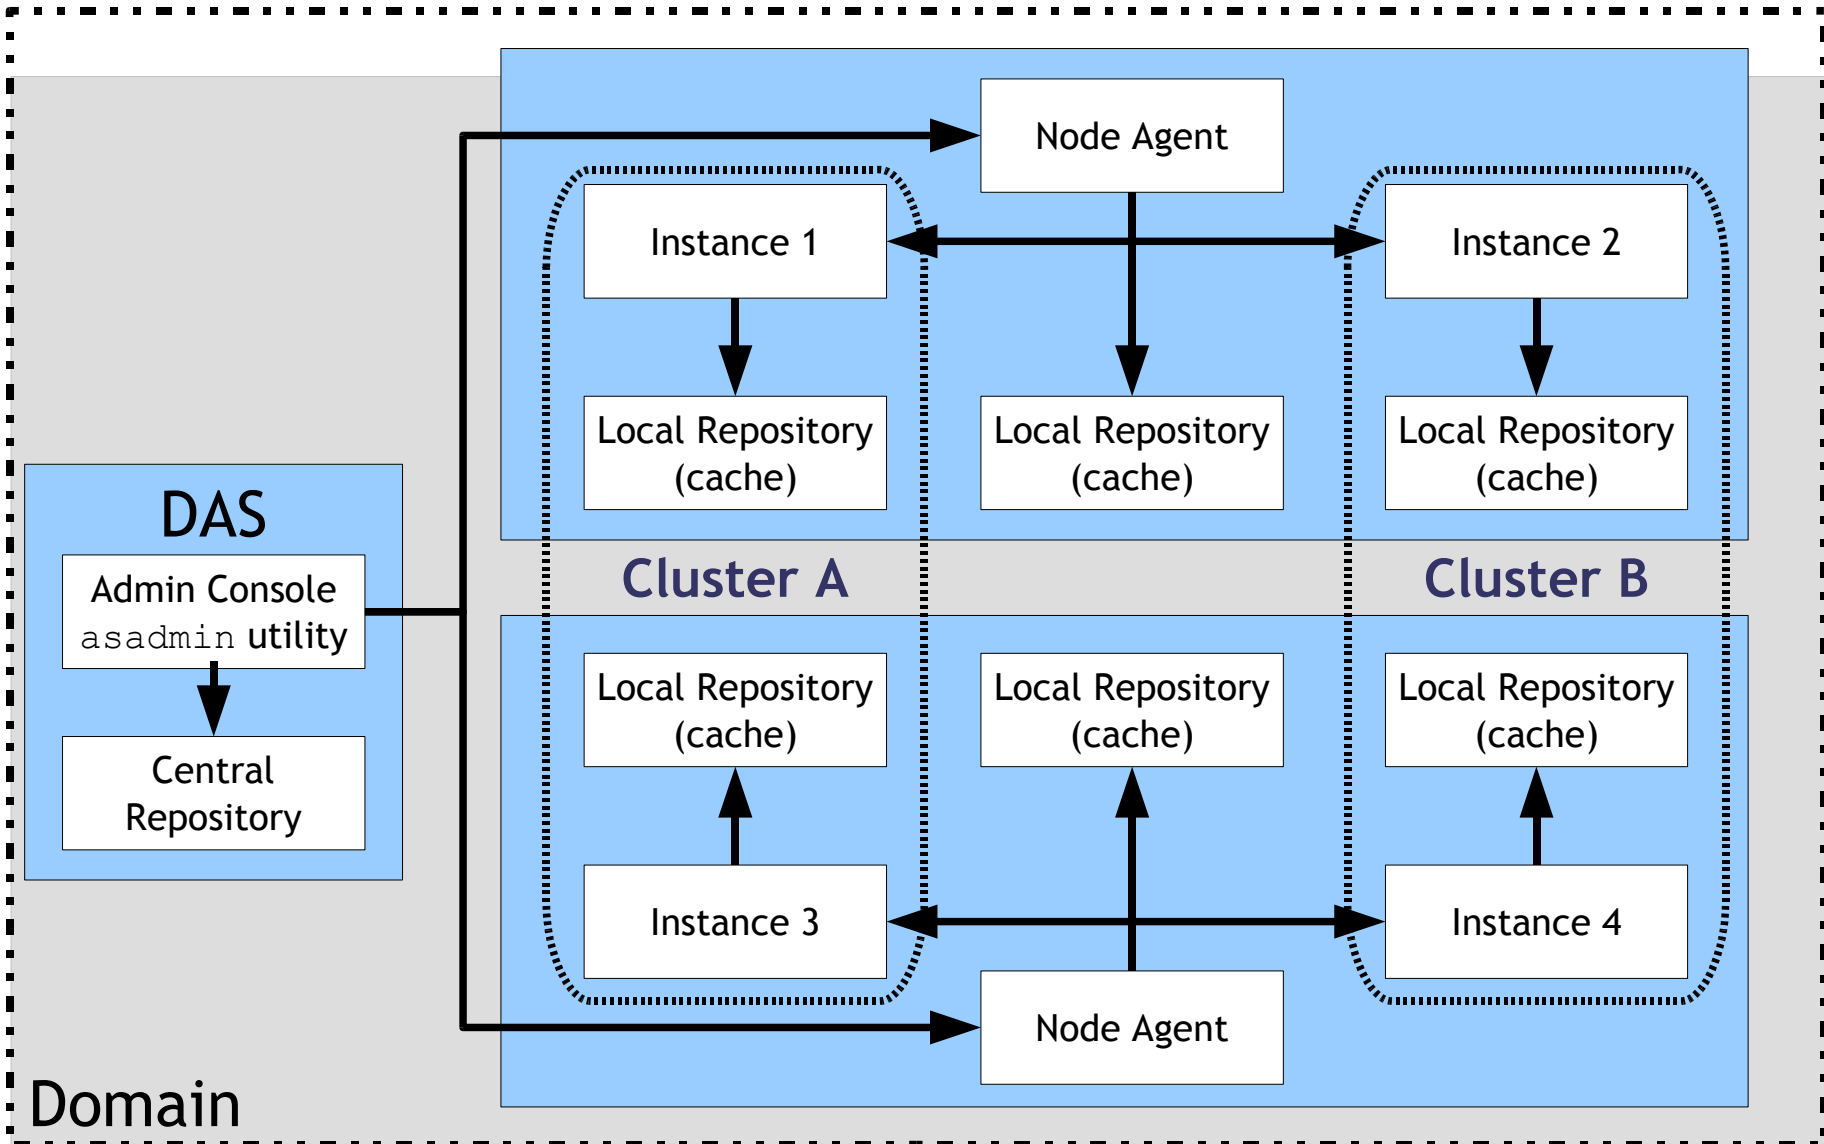 Node Agent
Instance 1
Instance 2
Local Repository
(cache)
Local Repository
(cache)
Local Repository
(cache)
DAS
Admin Console
asadmin utility
Central
Repository
Cluster A
Cluster B
Local Repository
(cache)
Local Repository
(cache)
Local Repository
(cache)
Instance 3
Instance 4
Node Agent
Domain